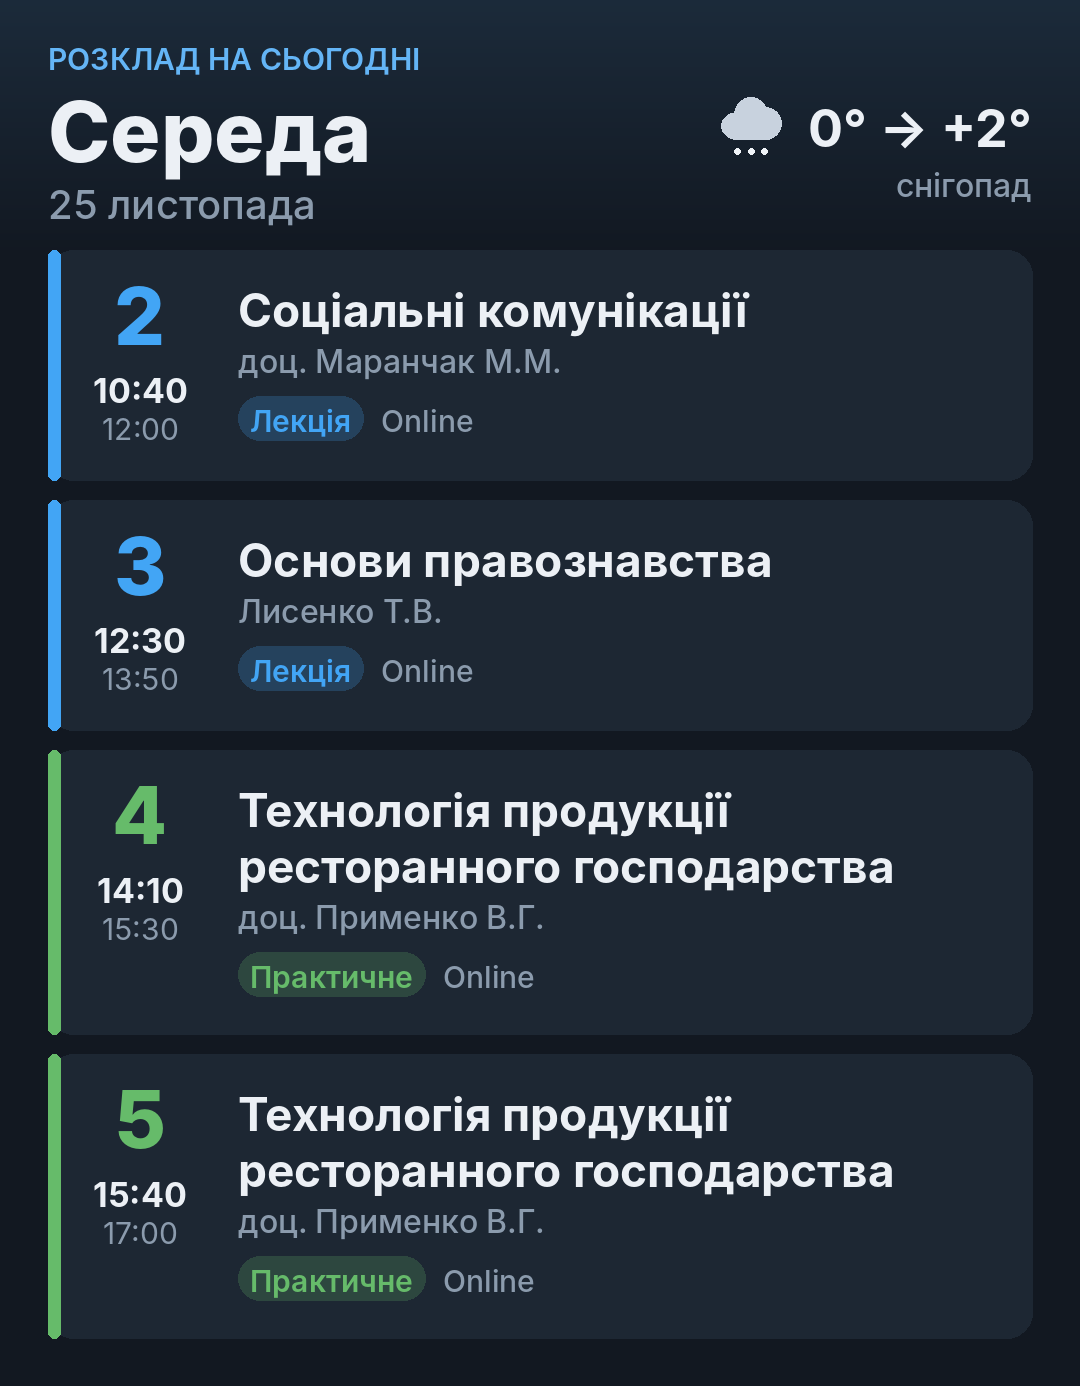 РОЗКЛАД НА СЬОГОДНІ
Середа
0° → +2°
25 листопада
снігопад
2
10:40
12:00
Соціальні комунікації
доц. Маранчак М.М.
Лекція Online
3
12:30
13:50
Основи правознавства
Лисенко Т.В.
Лекція Online
4
14:10
15:30
Технологія продукції
ресторанного господарства
доц. Применко В.Г.
Практичне Online
5
15:40
17:00
Технологія продукції
ресторанного господарства
доц. Применко В.Г.
Практичне Online